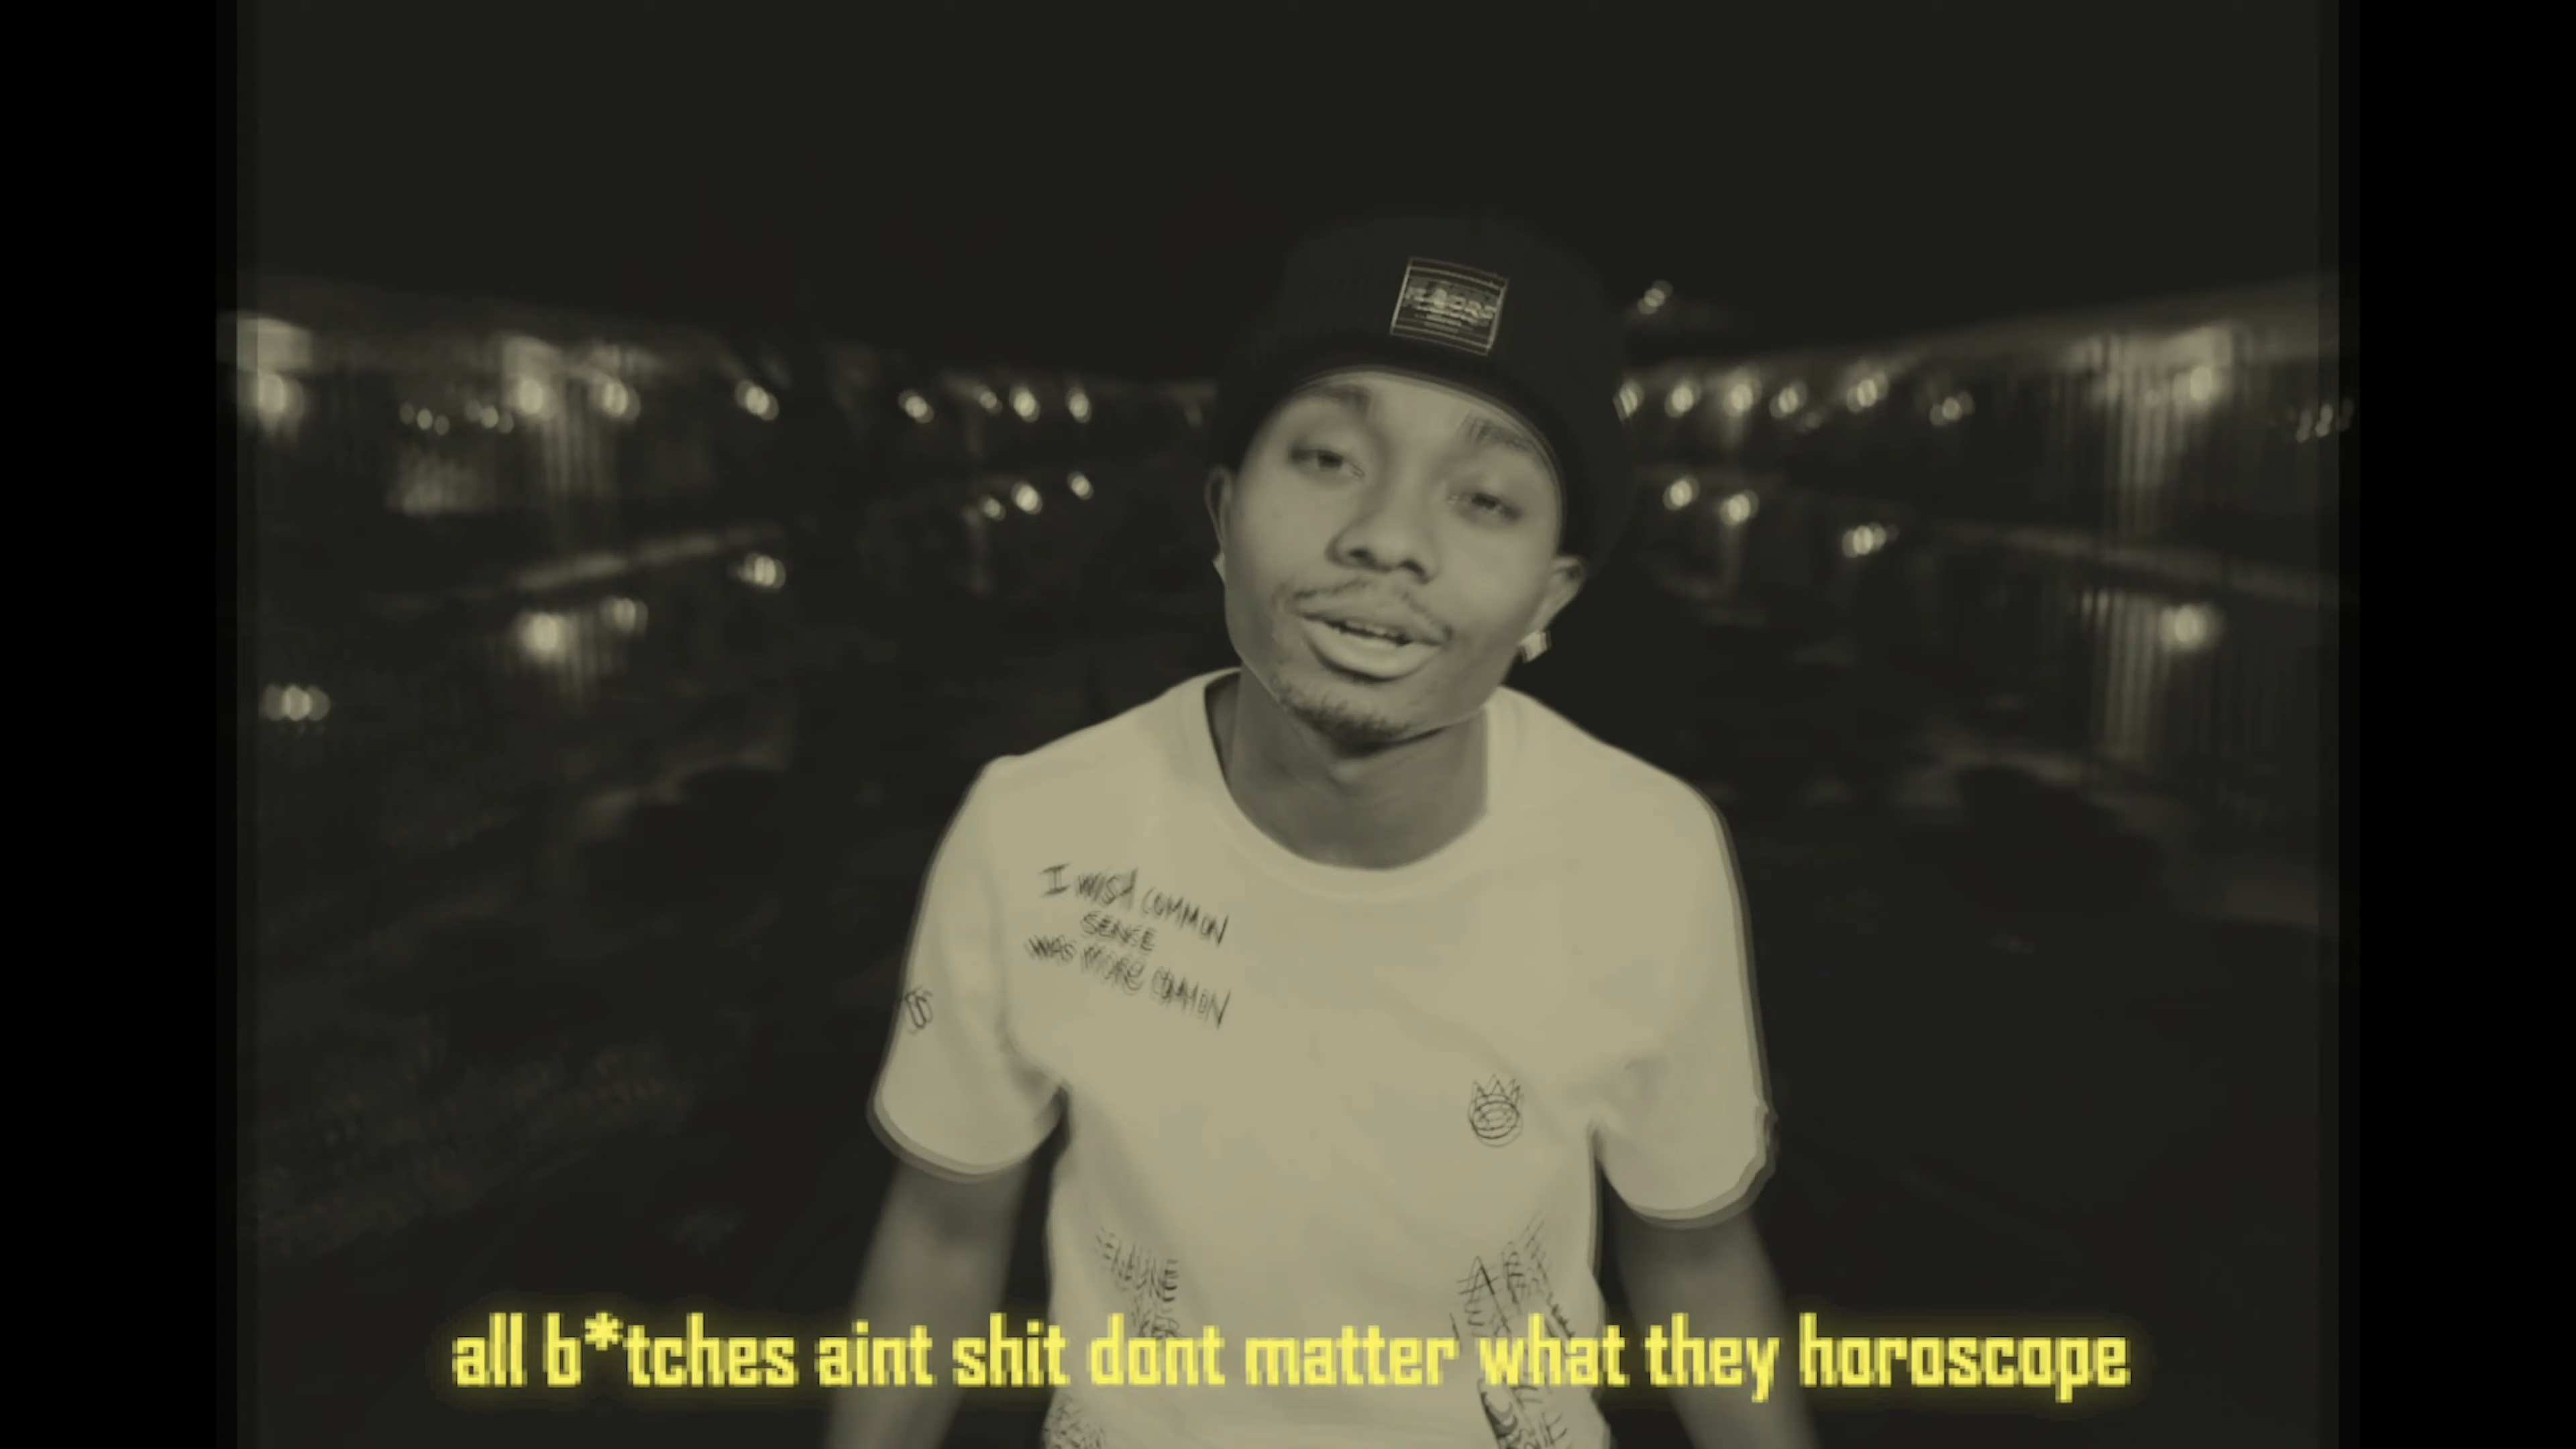 I WISH COMMON
SENSE
WAS MORE COMMON
all b*tches aint shit dont matter what they horoscope